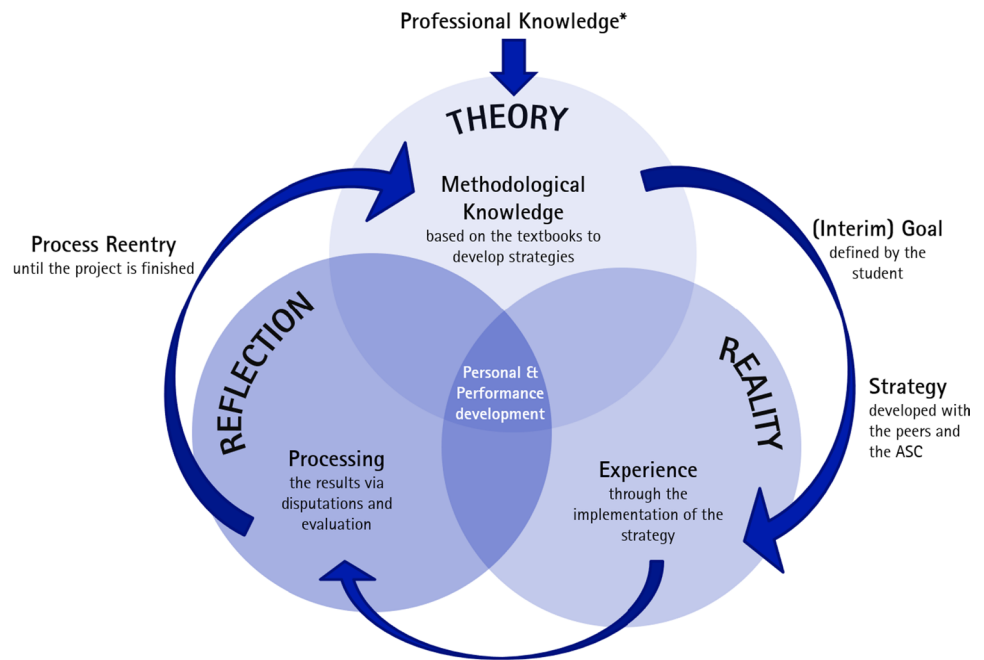 Professional Knowledge*
THEORY
Methodological
Knowledge
based on the textbooks to
develop strategies
(Interim) Goal
defined by the
student
Process Reentry
until the project is finished
REFLECTION
REALITY
Personal &
Performance
development
Strategy
developed with
the peers and
the ASC
Processing
the results via
disputations and
evaluation
Experience
through the
implementation of the
strategy